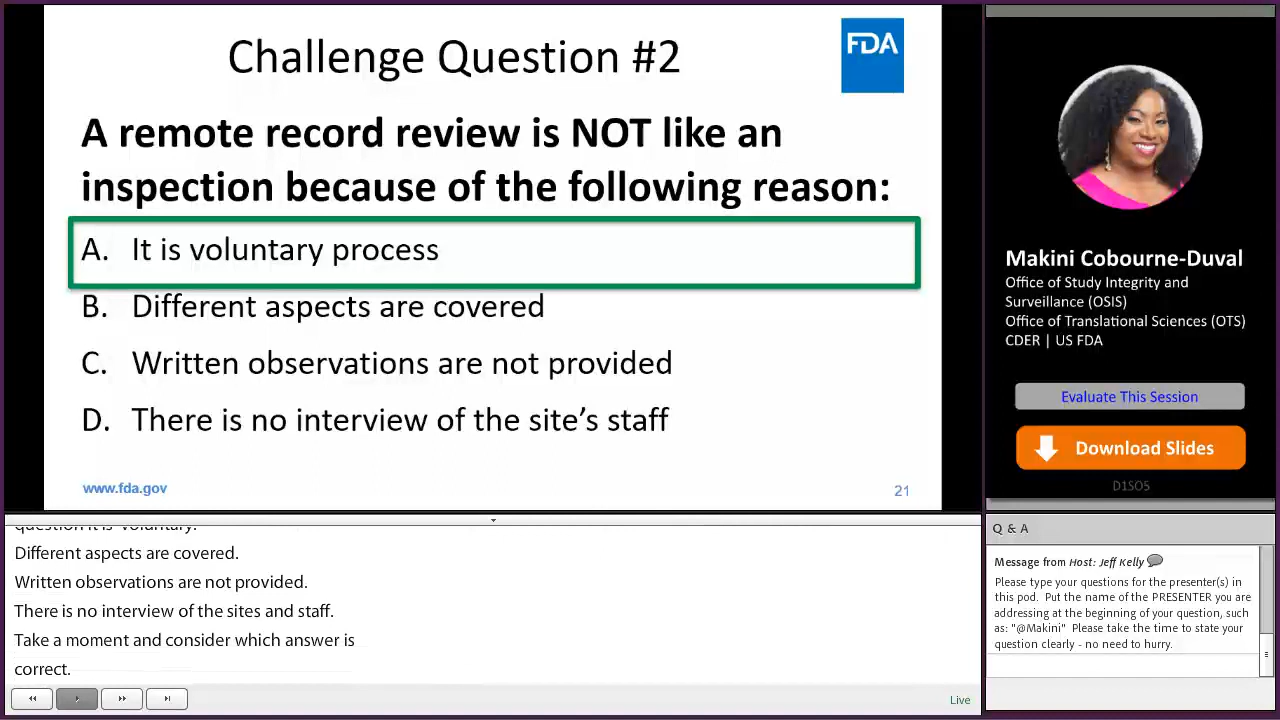 Challenge Question #2
FDA
A remote record review is NOT like an
inspection because of the following reason:
A. It is voluntary process
B. Different aspects are covered
C. Written observations are not provided
D. There is no interview of the site's staff
www.fda.gov
21
Makini Cobourne-Duval
Office of Study Integrity and
Surveillance (OSIS)
Office of Translational Sciences (OTS)
CDER | US FDA
Evaluate This Session
Download Slides
D1S05
question it is voluntary.
Different aspects are covered.
Written observations are not provided.
There is no interview of the sites and staff.
Take a moment and consider which answer is
correct.
Live
Q & A
Message from Host: Jeff Kelly
Please type your questions for the presenter(s) in
this pod. Put the name of the PRESENTER you are
addressing at the beginning of your question, such
as: "@Makini" Please take the time to state your
question clearly - no need to hurry.